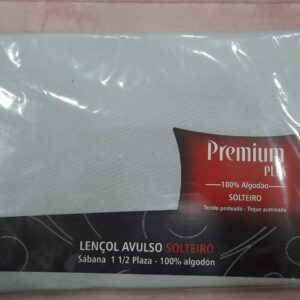 Premium
PLUS
100% Algodão
SOLTEIRO
Tecido penteado - Toque acetinado
LENÇOL AVULSO SOLTEIRO
Sábana 1 1/2 Plaza - 100% algodón